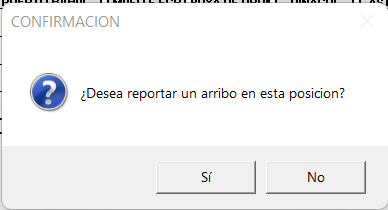 CONFIRMACION
¿Desea reportar un arribo en esta posicion?
Sí
No